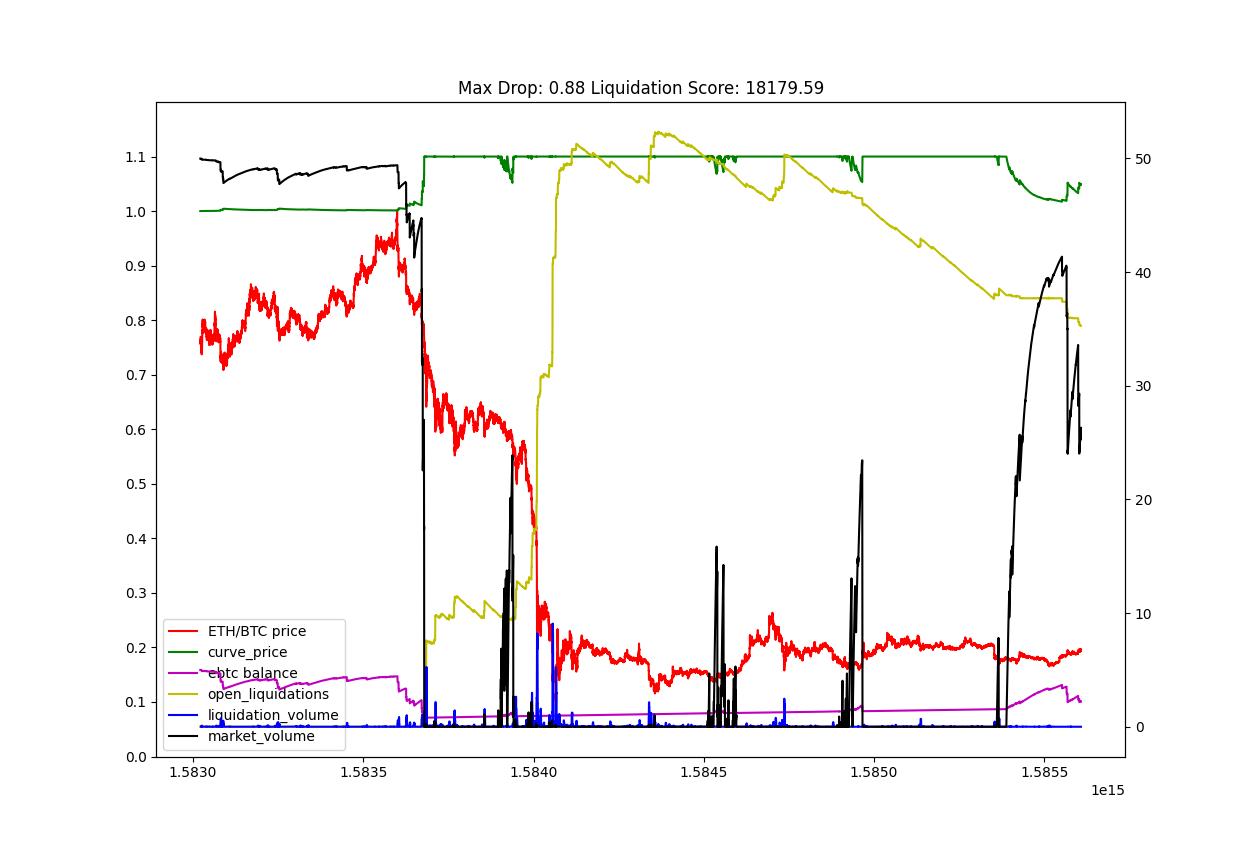 Max Drop: 0.88 Liquidation Score: 18179.59
1.1
1.0
0.9
0.8
0.7
0.6
0.5
0.4
0.3
0.2
0.1
0.0
50
40
30
20
10
0
ETH/BTC price
curve_price
ebtc balance
open_liquidations
liquidation_volume
market_volume
1.5830 1.5835 1.5840 1.5845 1.5850 1.5855
1e15